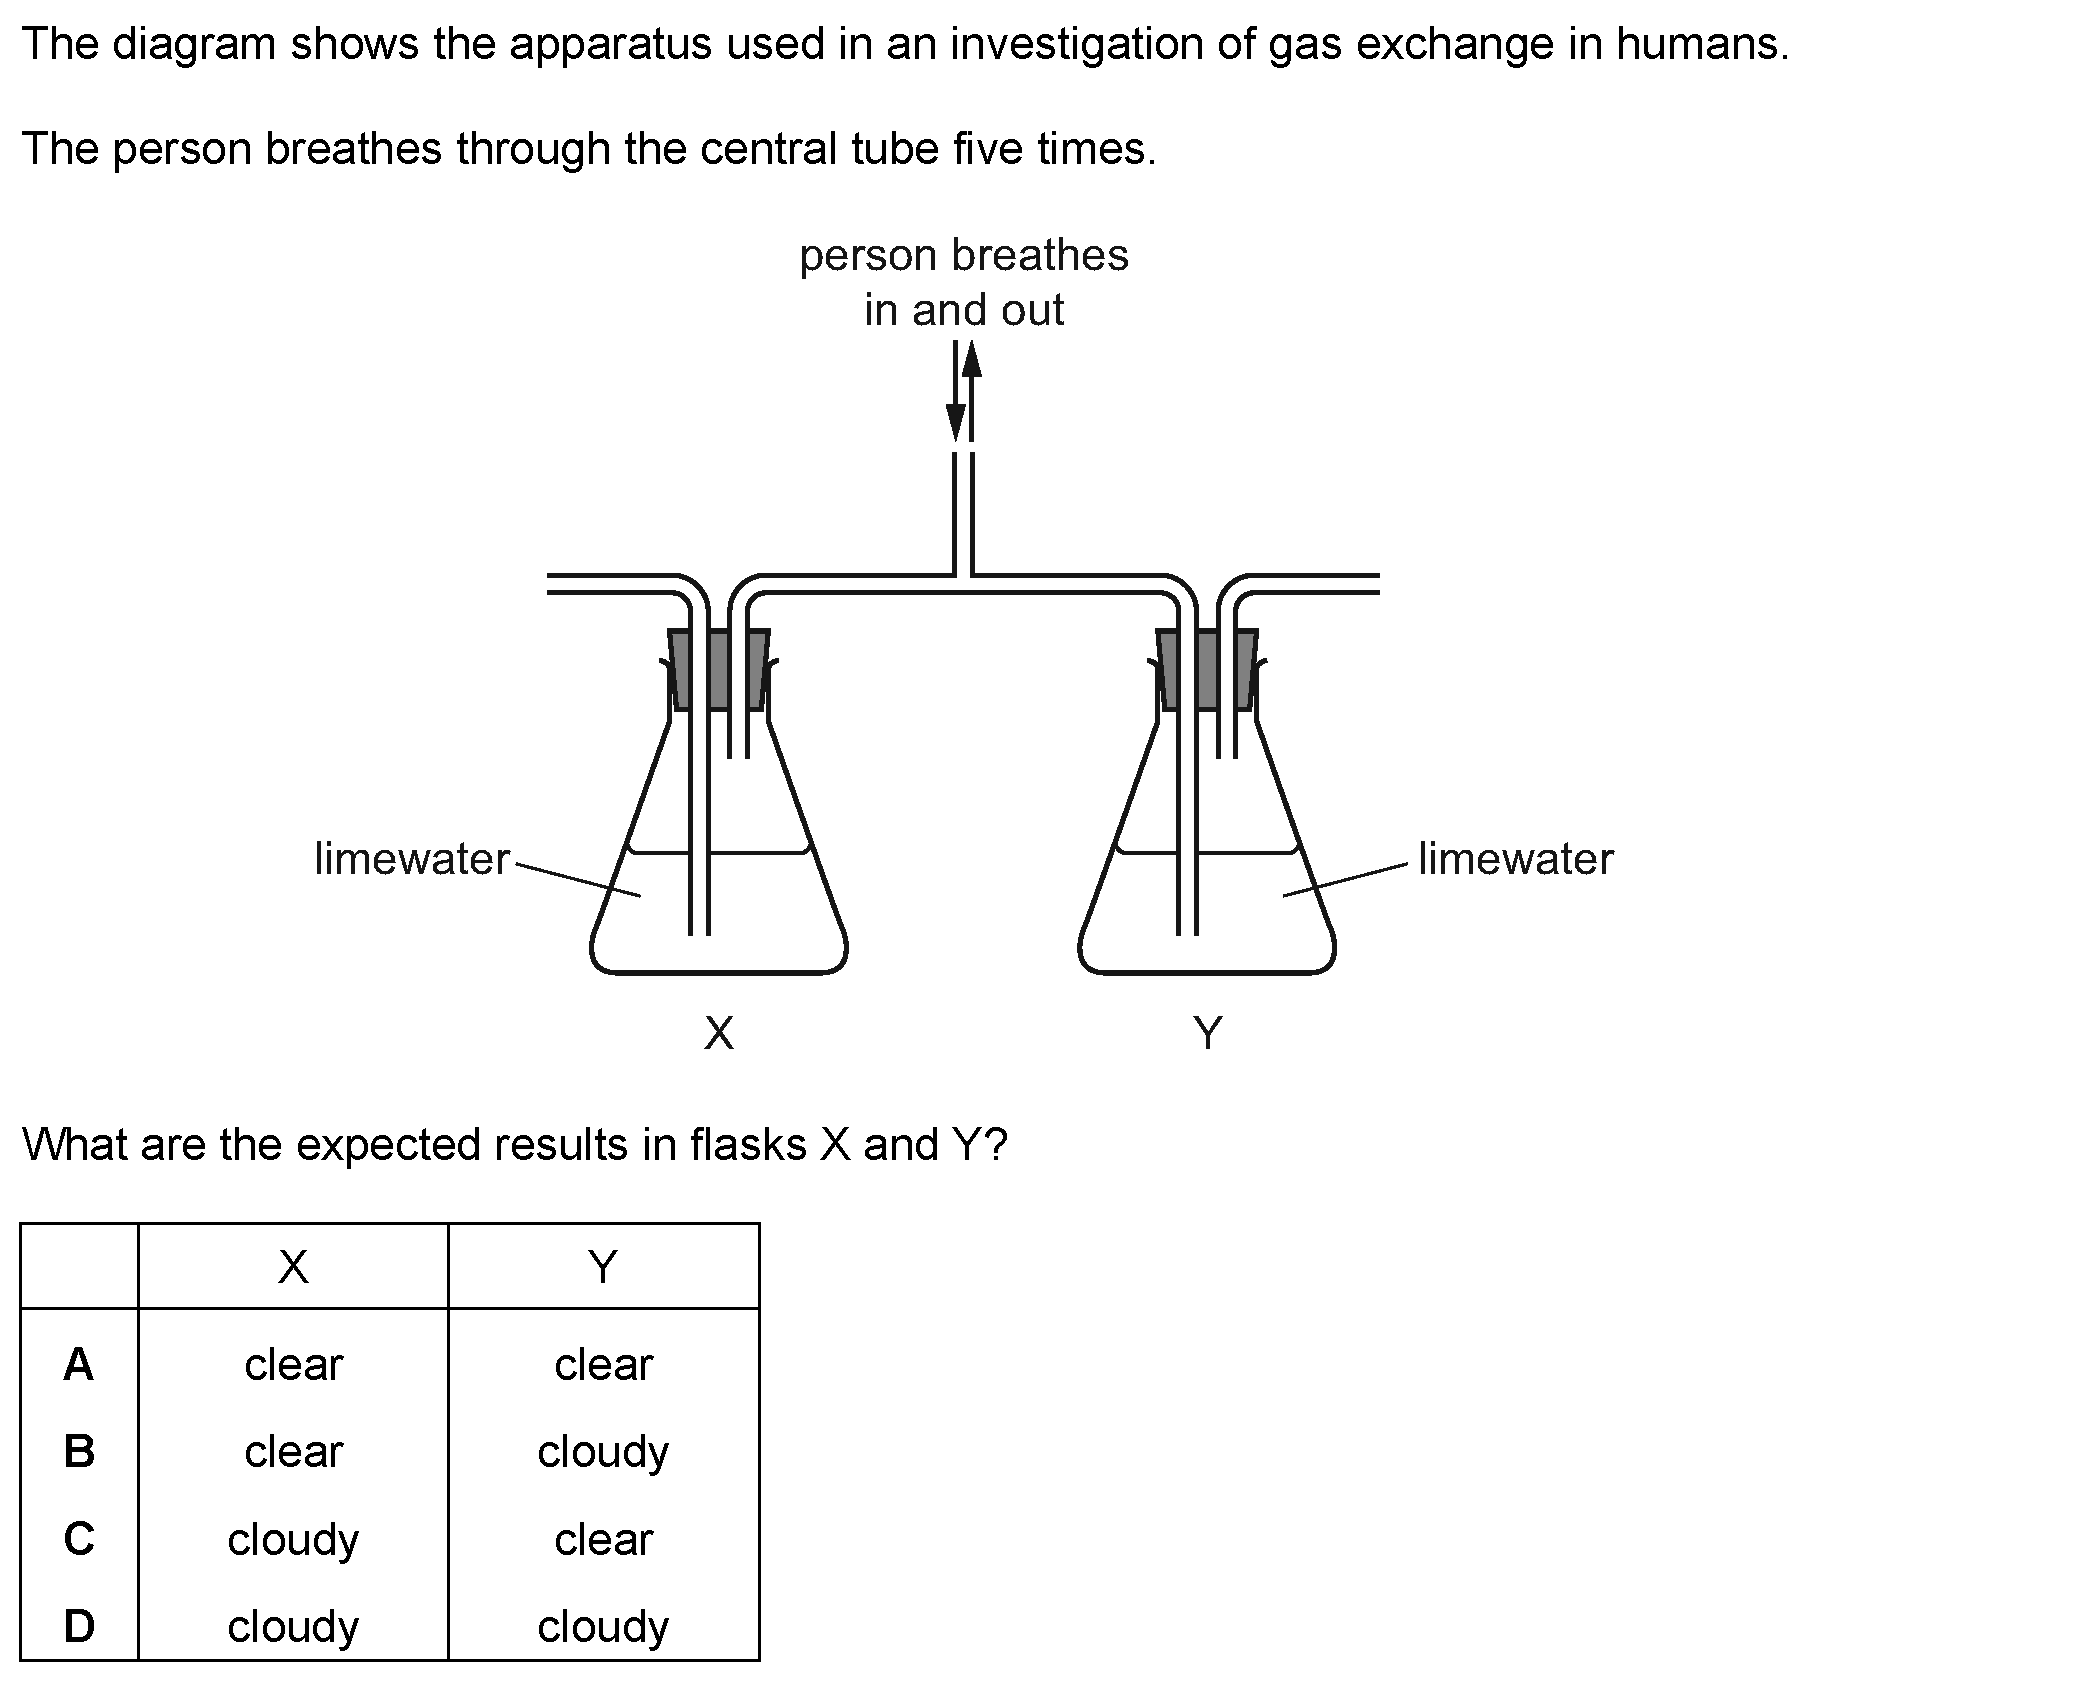 The diagram shows the apparatus used in an investigation of gas exchange in humans.
The person breathes through the central tube five times.
person breathes
in and out
limewater
limewater
X
Y
What are the expected results in flasks X and Y?
X Y
A clear clear
B clear cloudy
C cloudy clear
D cloudy cloudy